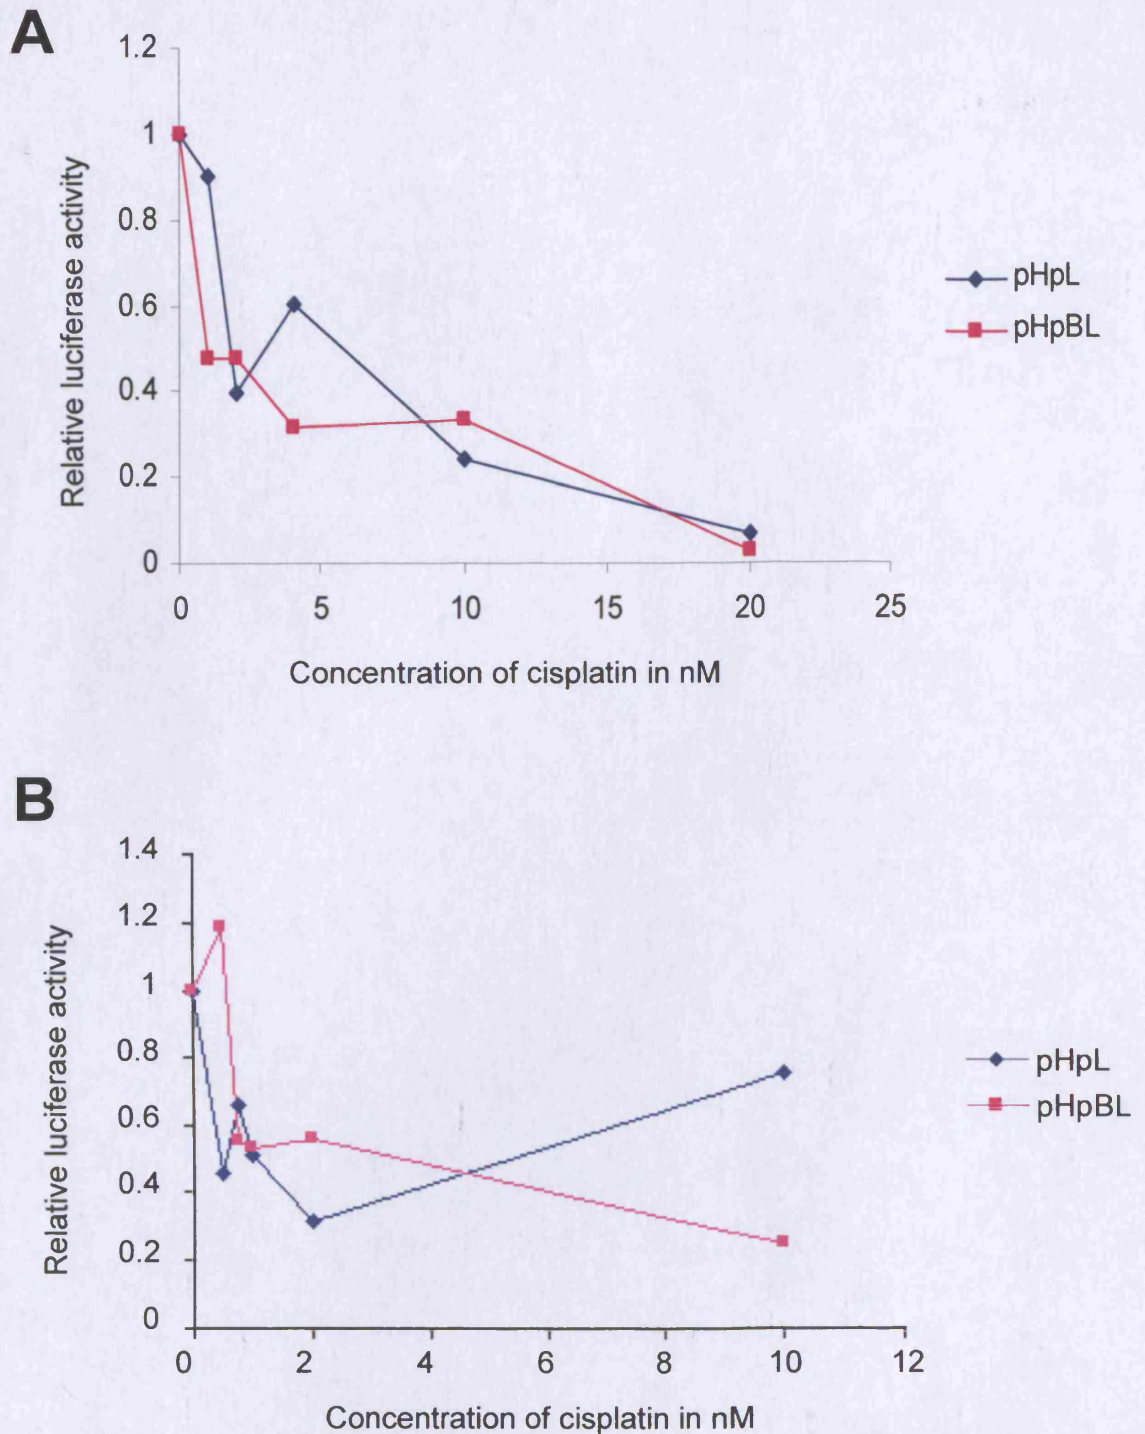 A
1.2
1
0.8
0.6
0.4
0.2
0
Relative luciferase activity
0 5 10 15 20 25
Concentration of cisplatin in nM
pHpL
pHpBL
B
1.4
1.2
1
0.8
0.6
0.4
0.2
0
Relative luciferase activity
0 2 4 6 8 10 12
Concentration of cisplatin in nM
pHpL
pHpBL